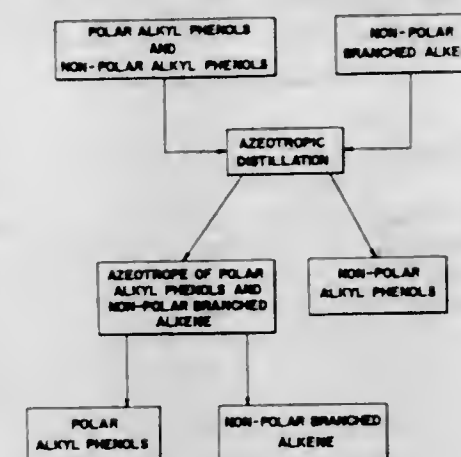 POLAR ALKYL PHENOLS
AND
NON-POLAR ALKYL PHENOLS
NON-POLAR
BRANCHED ALKE
AZEOTROPIC
DISTILLATION
AZEOTROPE OF POLAR
ALKYL PHENOLS AND
NON-POLAR BRANCHED
ALKENE
NON-POLAR
ALKYL PHENOLS
POLAR
ALKYL PHENOLS
NON-POLAR BRANCHED
ALKENE